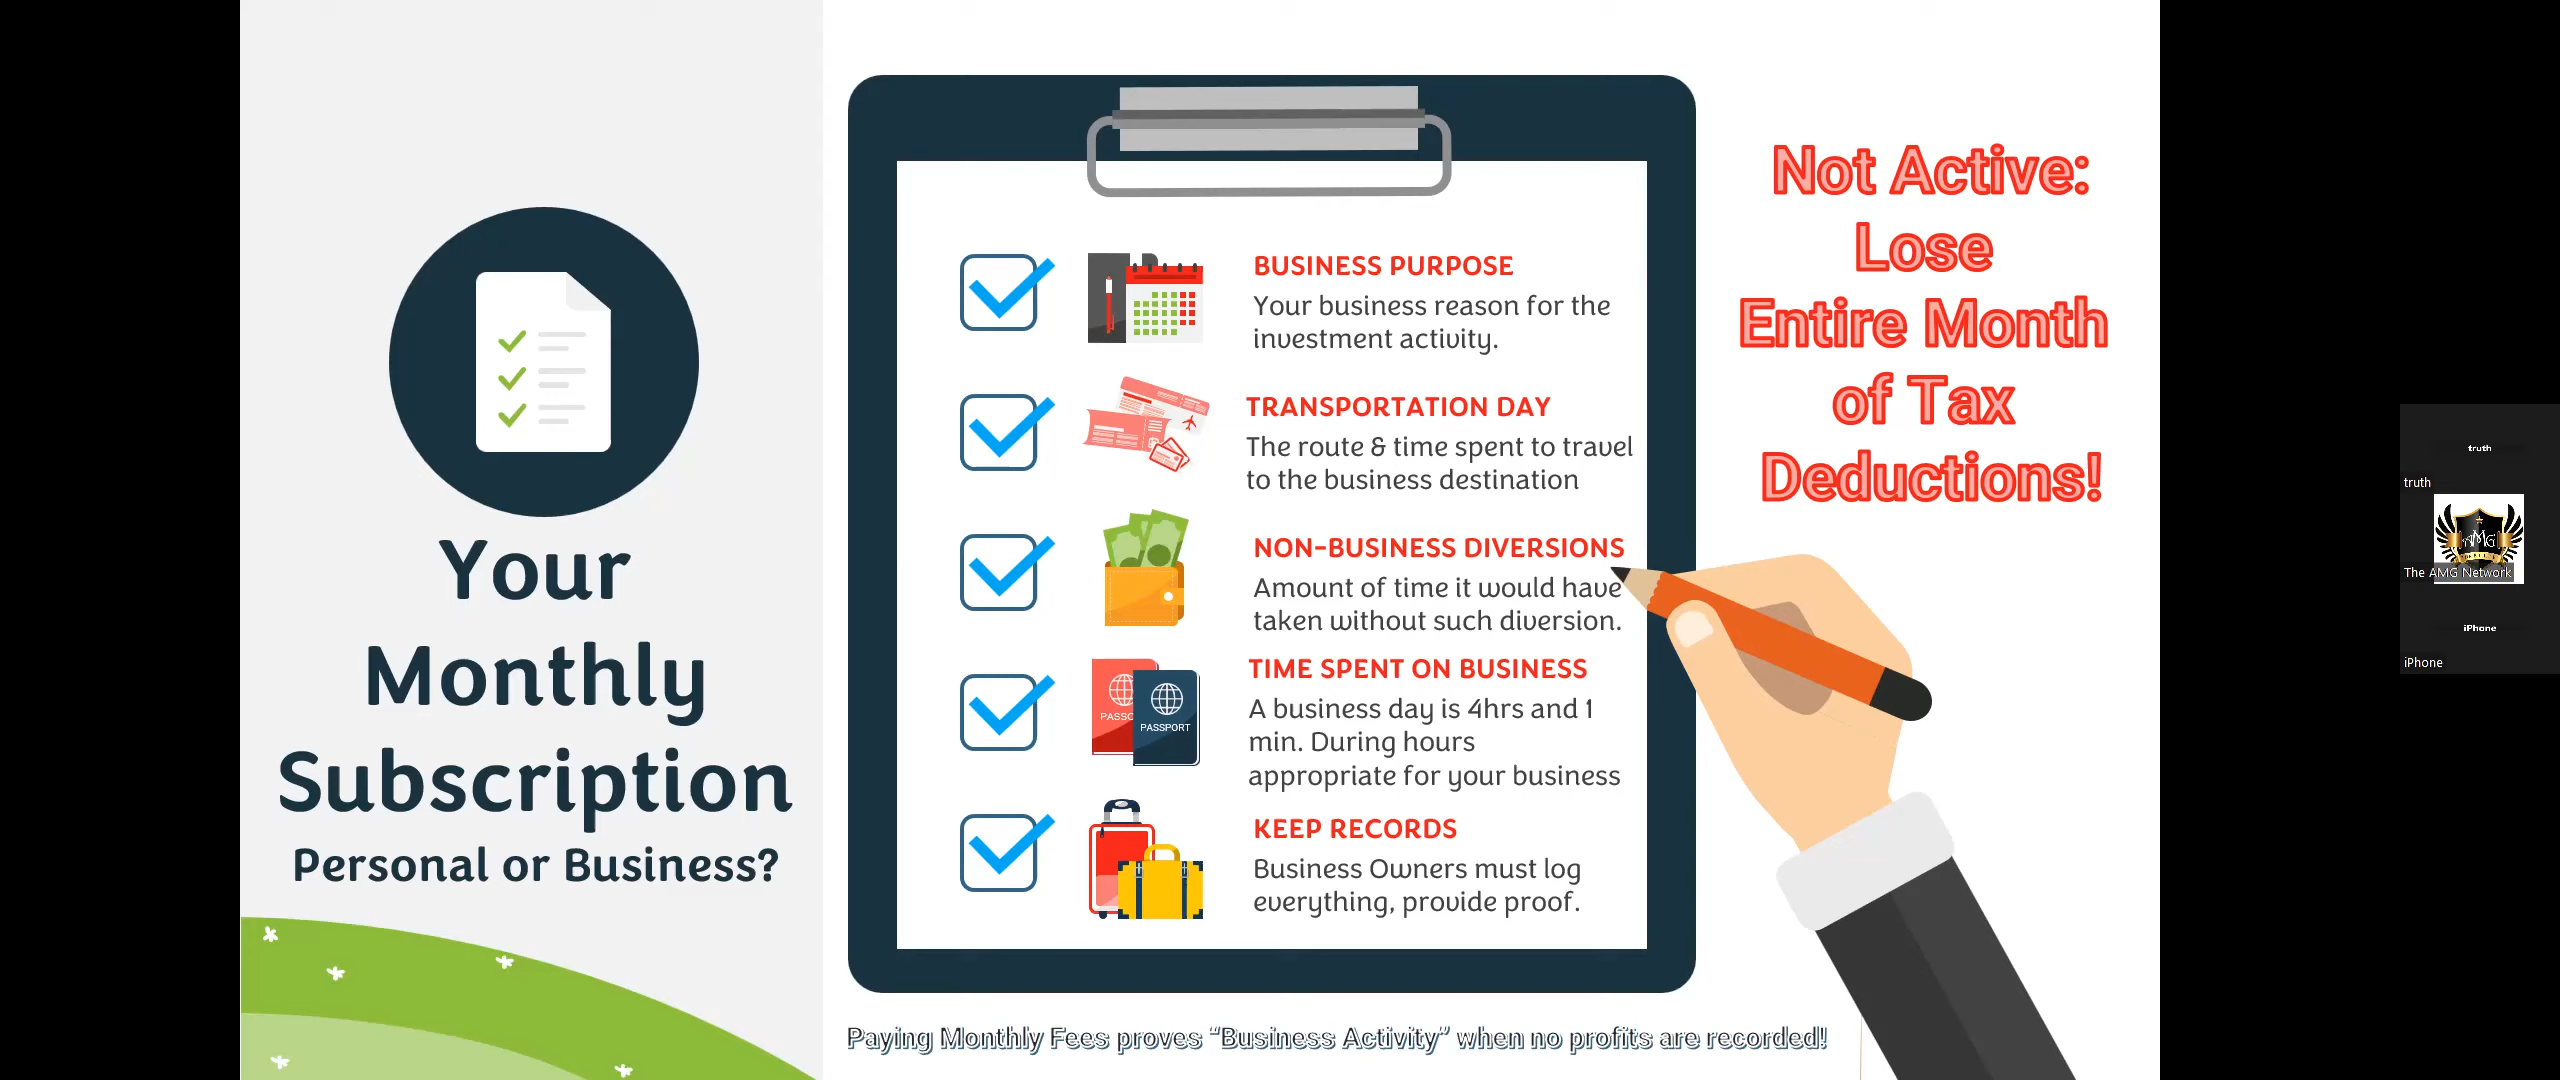 Your
Monthly
Subscription
Personal or Business?
BUSINESS PURPOSE
Your business reason for the
investment activity.
TRANSPORTATION DAY
The route & time spent to travel
to the business destination
NON-BUSINESS DIVERSIONS
Amount of time it would have
taken without such diversion.
PASSPORT
TIME SPENT ON BUSINESS
A business day is 4hrs and 1
min. During hours
appropriate for your business
KEEP RECORDS
Business Owners must log
everything, provide proof.
Paying Monthly Fees proves “Business Activity” when no profits are recorded!
Not Active:
Lose
Entire Month
of Tax
Deductions!
truth
truth
AMG
The AMG Network
iPhone
iPhone